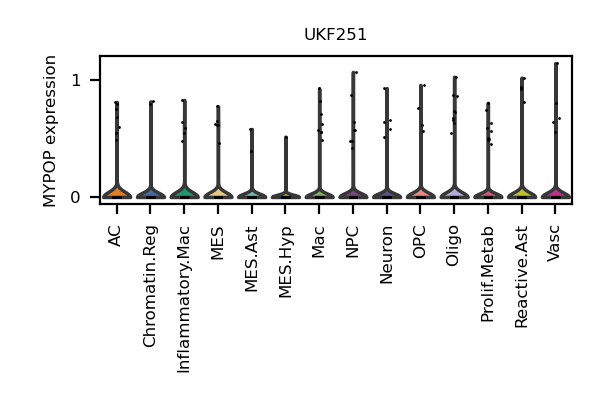 UKF251
MYPOP expression
1
0
AC
Chromatin.Reg
Inflammatory.Mac
MES
MES.Ast
MES.Hyp
Mac
NPC
Neuron
OPC
Oligo
Prolif.Metab
Reactive.Ast
Vasc